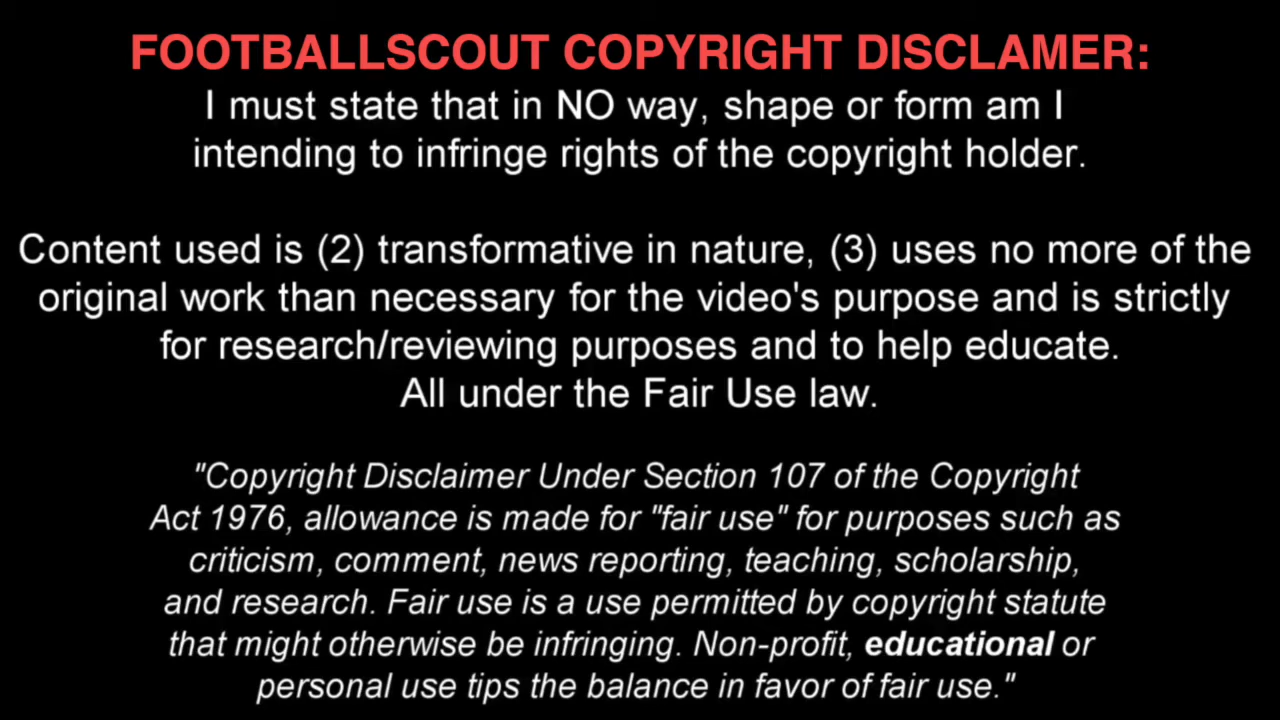 FOOTBALLSCOUT COPYRIGHT DISCLAMER:
I must state that in NO way, shape or form am I
intending to infringe rights of the copyright holder.
Content used is (2) transformative in nature, (3) uses no more of the
original work than necessary for the video's purpose and is strictly
for research/reviewing purposes and to help educate.
All under the Fair Use law.
"Copyright Disclaimer Under Section 107 of the Copyright
Act 1976, allowance is made for "fair use" for purposes such as
criticism, comment, news reporting, teaching, scholarship,
and research. Fair use is a use permitted by copyright statute
that might otherwise be infringing. Non-profit, educational or
personal use tips the balance in favor of fair use."